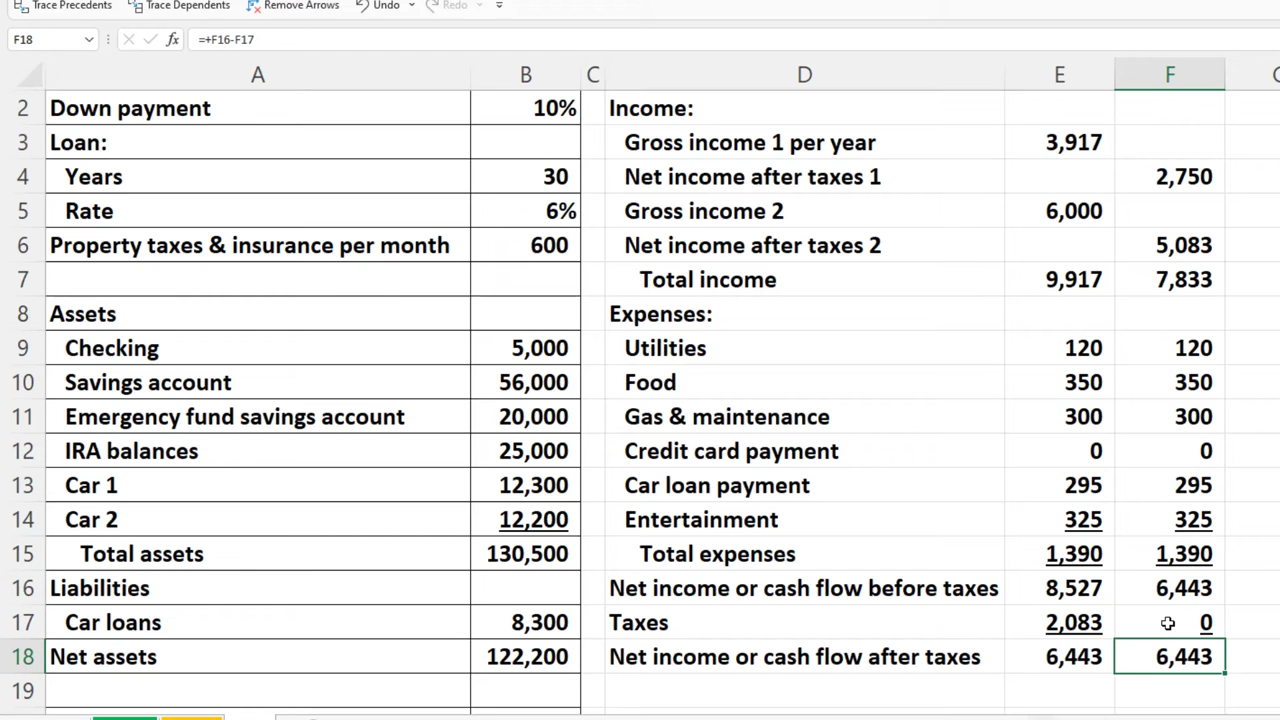 Trace Precedents Trace Dependents Remove Arrows Undo Redo
F18 fx =+F16-F17
A B C D E F
2 Down payment 10% Income:
3 Loan: Gross income 1 per year 3,917
4 Years 30 Net income after taxes 1 2,750
5 Rate 6% Gross income 2 6,000
6 Property taxes & insurance per month 600 Net income after taxes 2 5,083
7 Total income 9,917 7,833
8 Assets Expenses:
9 Checking 5,000 Utilities 120 120
10 Savings account 56,000 Food 350 350
11 Emergency fund savings account 20,000 Gas & maintenance 300 300
12 IRA balances 25,000 Credit card payment 0 0
13 Car 1 12,300 Car loan payment 295 295
14 Car 2 12,200 Entertainment 325 325
15 Total assets 130,500 Total expenses 1,390 1,390
16 Liabilities Net income or cash flow before taxes 8,527 6,443
17 Car loans 8,300 Taxes 2,083 0
18 Net assets 122,200 Net income or cash flow after taxes 6,443 6,443
19